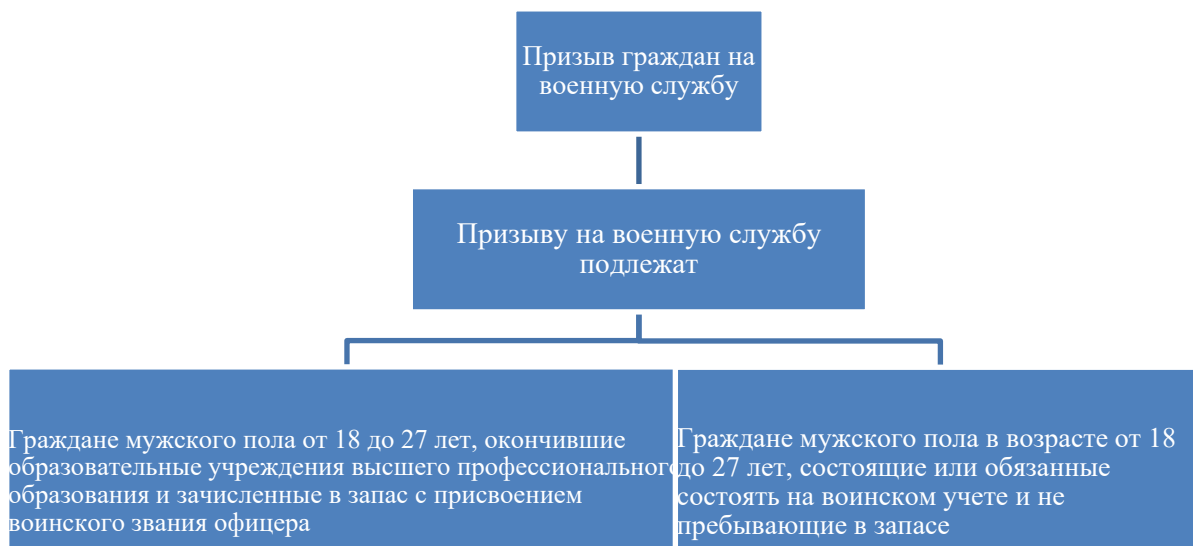 Призыв граждан на
военную службу
Призыву на военную службу
подлежат
Граждане мужского пола от 18 до 27 лет, окончившие
образовательные учреждения высшего профессионального
образования и зачисленные в запас с присвоением
воинского звания офицера
Граждане мужского пола в возрасте от 18
до 27 лет, состоящие или обязанные
состоять на воинском учете и не
пребывающие в запасе